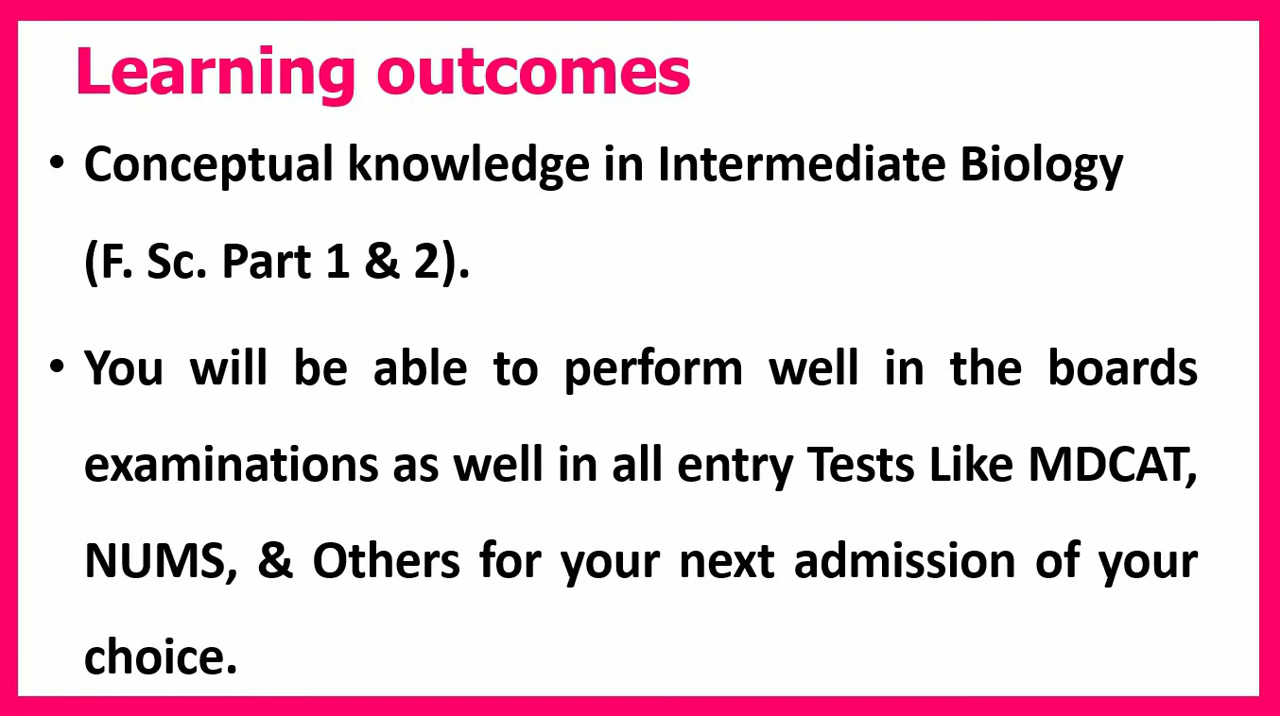 Learning outcomes
• Conceptual knowledge in Intermediate Biology
(F. Sc. Part 1 & 2).
• You will be able to perform well in the boards
examinations as well in all entry Tests Like MDCAT,
NUMS, & Others for your next admission of your
choice.